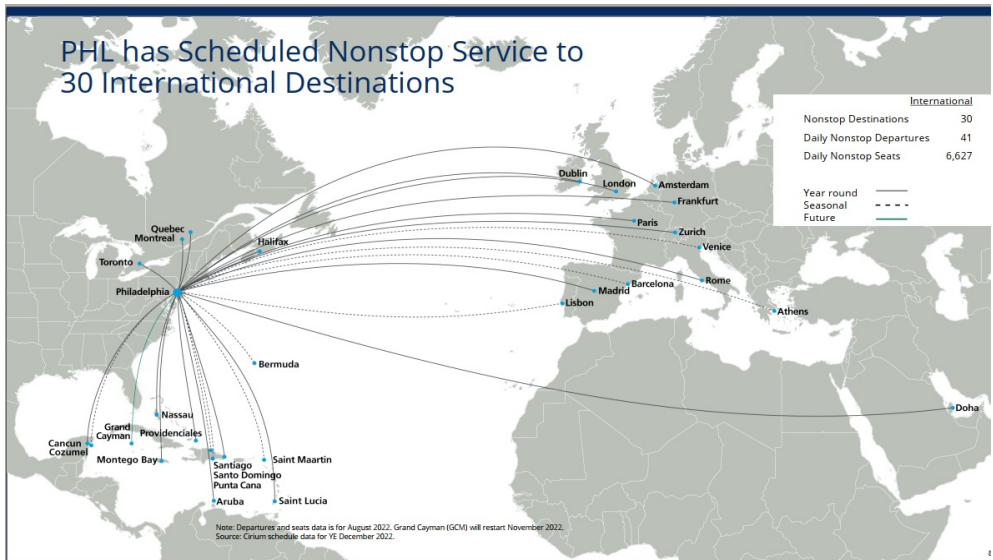 PHL has Scheduled Nonstop Service to
30 International Destinations
International
Nonstop Destinations 30
Daily Nonstop Departures 41
Daily Nonstop Seats 6,627
Year round
Seasonal
Future
Dublin
London
Amsterdam
Frankfurt
Paris
Zurich
Venice
Quebec
Montreal
Halifax
Toronto
Philadelphia
Rome
Barcelona
Madrid
Lisbon
Athens
Bermuda
Doha
Nassau
Grand
Cayman
Providenciales
Cancun
Cozumel
Montego Bay
Saint Maartin
Santiago
Santo Domingo
Punta Cana
Aruba
Saint Lucia
Note: Departures and seats data is for August 2022. Grand Cayman (GCM) will restart November 2022.
Source: Cirium schedule data for YE December 2022.
8